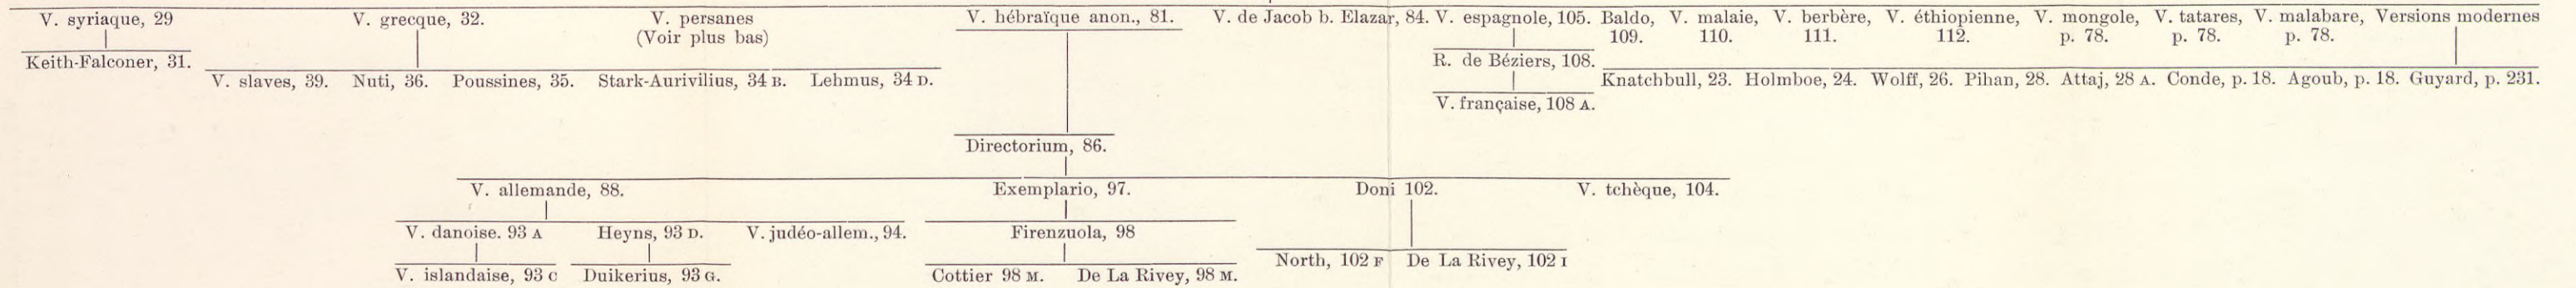 V. syriaque, 29 V. grecque, 32. V. persanes V. hébraïque anon., 81. V. de Jacob b. Elazar, 84. V. espagnole, 105. Baldo, V. malaie, V. berbère, V. éthiopienne, V. mongole, V. tatares, V. malabare, Versions modernes
(Voir plus bas) 109. 110. 111. 112. p. 78. p. 78. p. 78.
Keith-Falconer, 31. R. de Béziers, 108.
V. slaves, 39. Nuti, 36. Poussines, 35. Stark-Aurivilius, 34 B. Lehmus, 34 D. Knatchbull, 23. Holmboe, 24. Wolff, 26. Pihan, 28. Attaj, 28 A. Conde, p. 18. Agoub, p. 18. Guyard, p. 231.
V. française, 108 A.
Directorium, 86.
V. allemande, 88. Exemplario, 97. Doni 102. V. tchèque, 104.
V. danoise. 93 A Heyns, 93 D. V. judéo-allem., 94. Firenzuola, 98
North, 102 F De La Rivey, 102 I
V. islandaise, 93 C Duikerius, 93 G. Cottier 98 M. De La Rivey, 98 M.